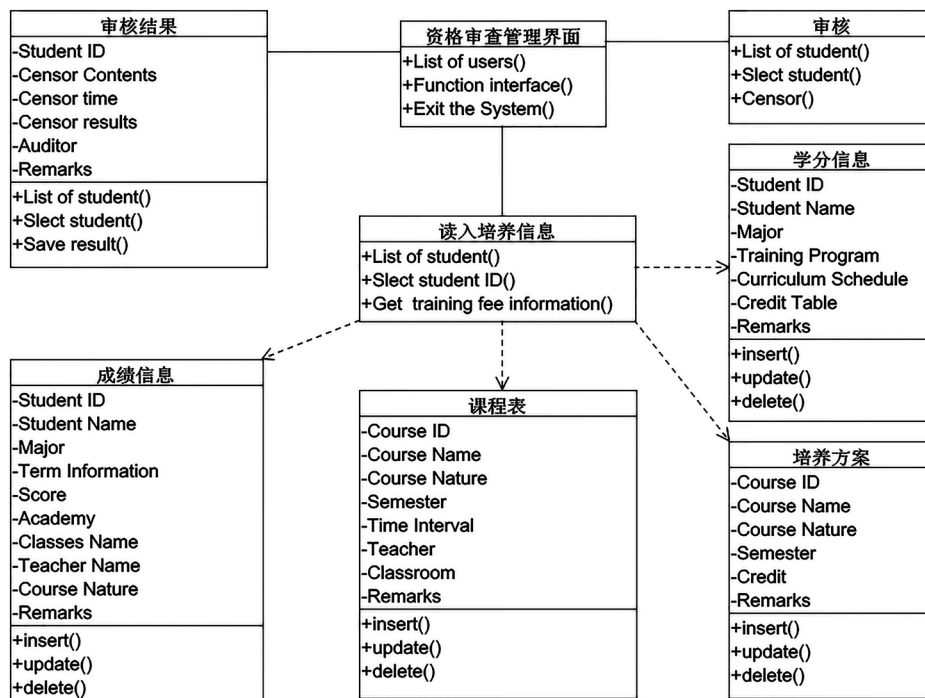 审核结果
-Student ID
-Censor Contents
-Censor time
-Censor results
-Auditor
-Remarks
+List of student()
+Slect student()
+Save result()
资格审查管理界面
+List of users()
+Function interface()
+Exit the System()
审核
+List of student()
+Slect student()
+Censor()
学分信息
-Student ID
-Student Name
-Major
-Training Program
-Curriculum Schedule
-Credit Table
-Remarks
+insert()
+update()
+delete()
读入培养信息
+List of student()
+Slect student ID()
+Get training fee information()
成绩信息
-Student ID
-Student Name
-Major
-Term Information
-Score
-Academy
-Classes Name
-Teacher Name
-Course Nature
-Remarks
+insert()
+update()
+delete()
课程表
-Course ID
-Course Name
-Course Nature
-Semester
-Time Interval
-Teacher
-Classroom
-Remarks
+insert()
+update()
+delete()
培养方案
-Course ID
-Course Name
-Course Nature
-Semester
-Credit
-Remarks
+insert()
+update()
+delete()